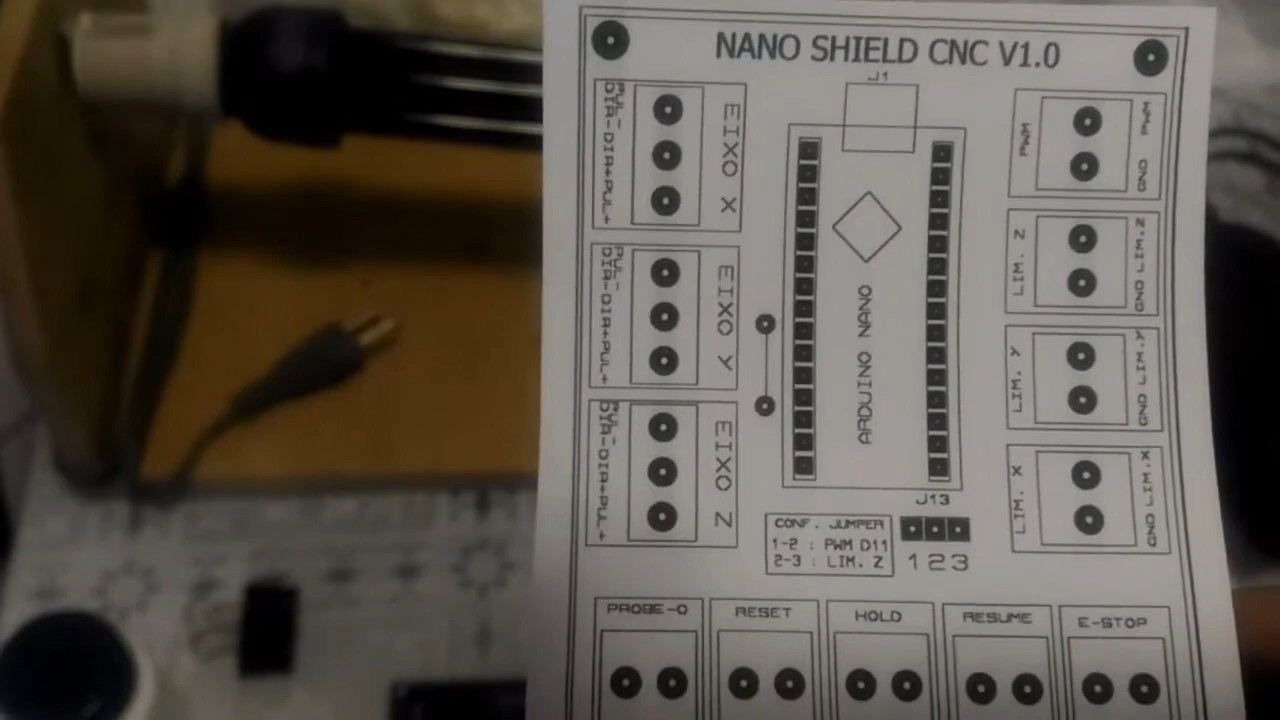 NANO SHIELD CNC V1.0
J1
PUL-
DIR-DIR+PUL+
EIXO X
PUL-
DIR-DIR+PUL+
EIXO Y
PUL-
DIR-DIR+PUL+
EIXO Z
ARDUINO NANO
PWM
GND PWM
LIM. Z
GND LIM.Z
LIM. Y
GND LIM.Y
LIM. X
GND LIM.X
J13
CONF. JUMPER
1-2 : PWM D11
2-3 : LIM. Z
1 2 3
PROBE-0
RESET
HOLD
RESUME
E-STOP